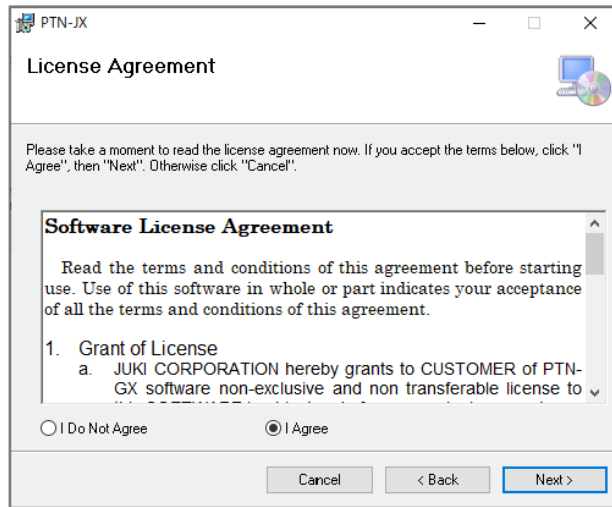 PTN-JX
License Agreement
Please take a moment to read the license agreement now. If you accept the terms below, click "I
Agree", then "Next". Otherwise click "Cancel".
Software License Agreement
Read the terms and conditions of this agreement before starting
use. Use of this software in whole or part indicates your acceptance
of all the terms and conditions of this agreement.
1. Grant of License
a. JUKI CORPORATION hereby grants to CUSTOMER of PTN-
GX software non-exclusive and non transferable license to
I Do Not Agree
I Agree
Cancel
< Back
Next >